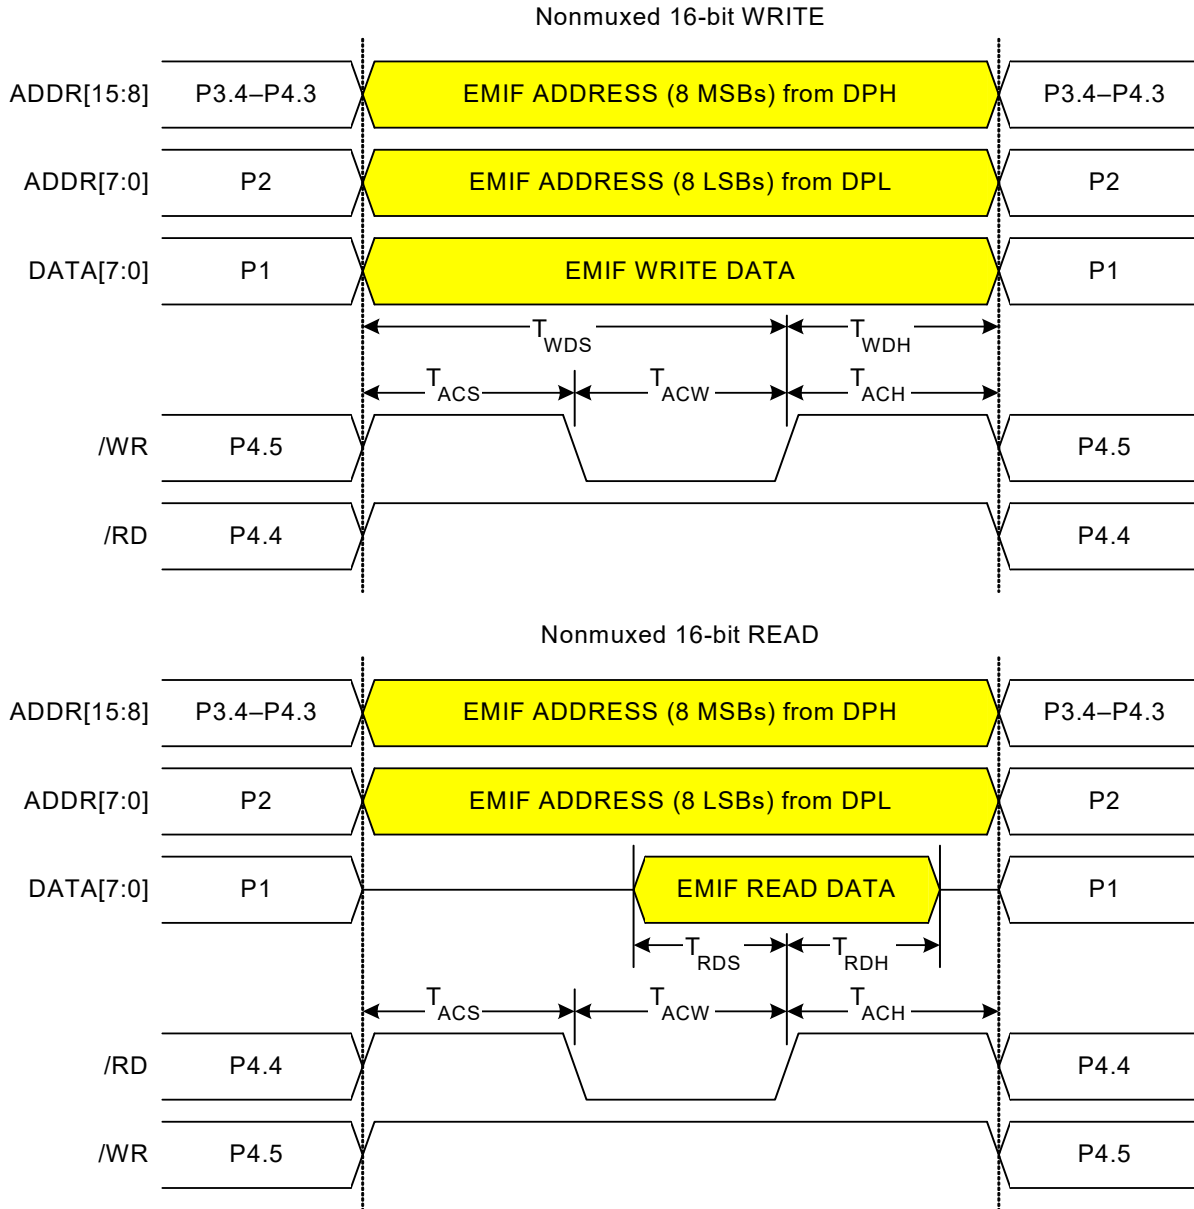 Nonmuxed 16-bit WRITE
ADDR[15:8] P3.4–P4.3 EMIF ADDRESS (8 MSBs) from DPH P3.4–P4.3
ADDR[7:0] P2 EMIF ADDRESS (8 LSBs) from DPL P2
DATA[7:0] P1 EMIF WRITE DATA P1
TWDS TWDH
TACS TACW TACH
/WR P4.5 P4.5
/RD P4.4 P4.4
Nonmuxed 16-bit READ
ADDR[15:8] P3.4–P4.3 EMIF ADDRESS (8 MSBs) from DPH P3.4–P4.3
ADDR[7:0] P2 EMIF ADDRESS (8 LSBs) from DPL P2
DATA[7:0] P1 EMIF READ DATA P1
TRDS TRDH
TACS TACW TACH
/RD P4.4 P4.4
/WR P4.5 P4.5